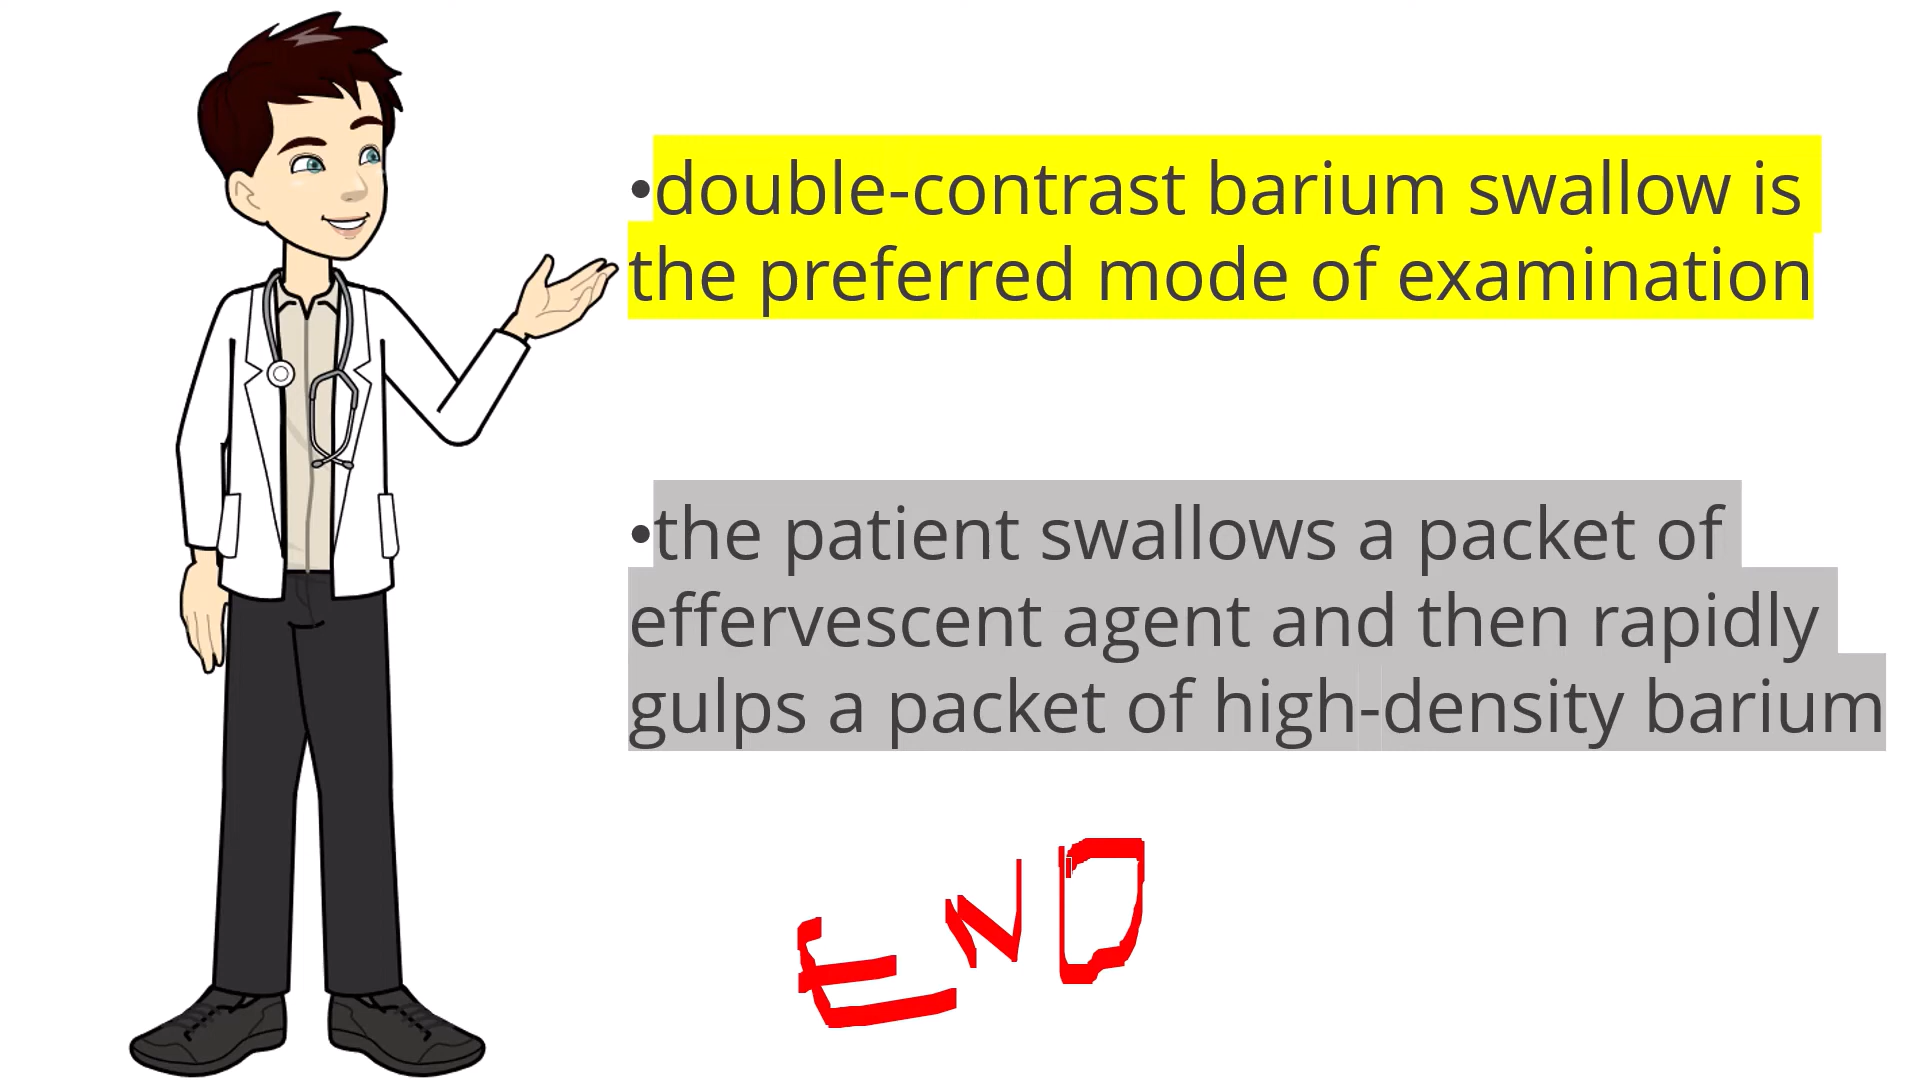 •double-contrast barium swallow is
the preferred mode of examination
•the patient swallows a packet of
effervescent agent and then rapidly
gulps a packet of high-density barium
END